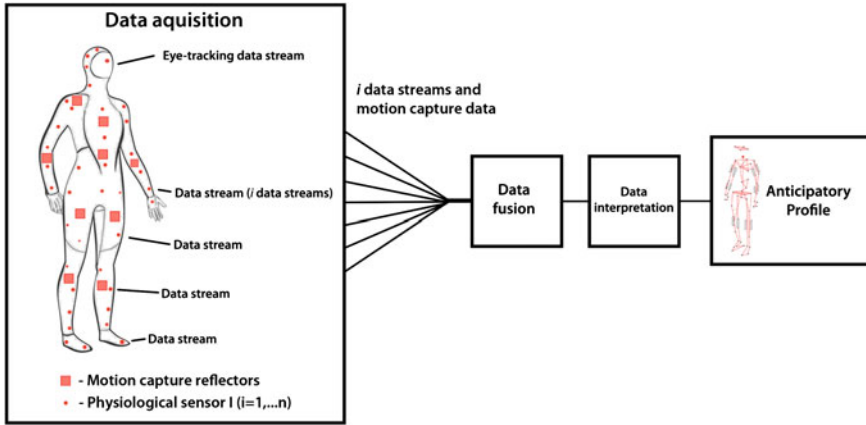 Data aquisition
Eye-tracking data stream
Data stream (i data streams)
Data stream
Data stream
Data stream
- Motion capture reflectors
- Physiological sensor I (i=1,...n)
i data streams and
motion capture data
Data
fusion
Data
interpretation
Anticipatory
Profile